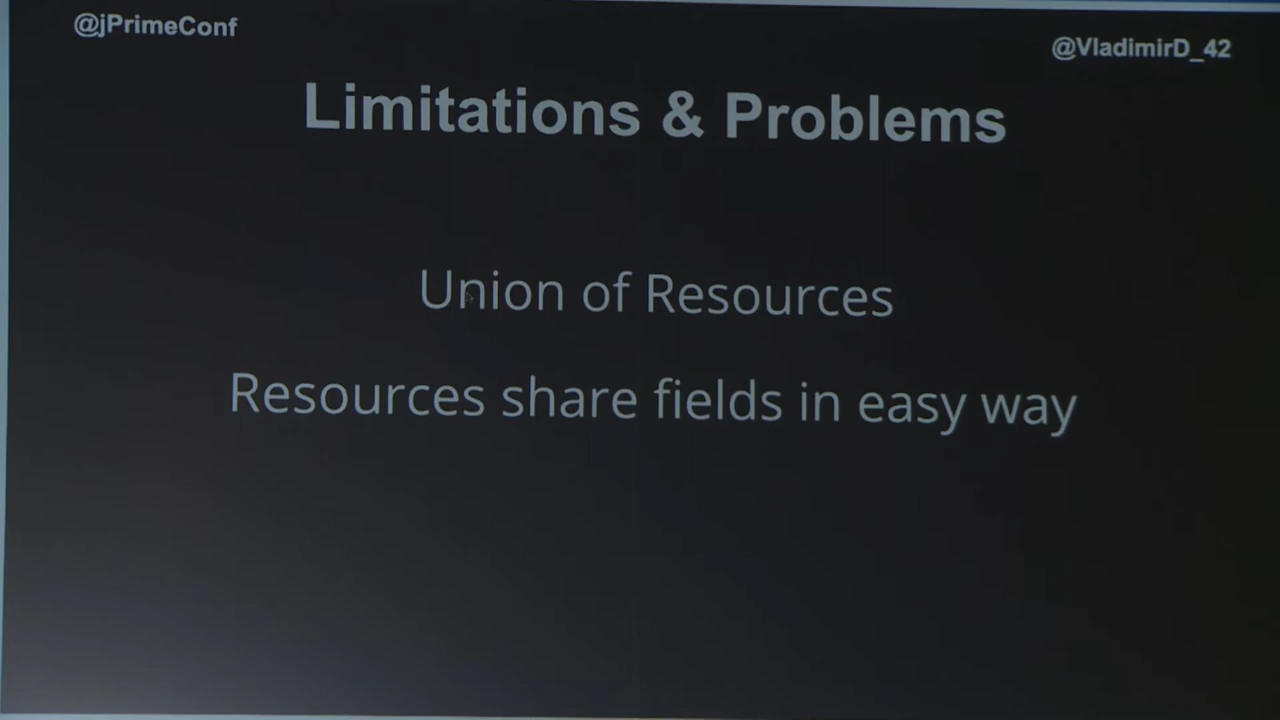 @jPrimeConf
@VladimirD_42
Limitations & Problems
Union of Resources
Resources share fields in easy way